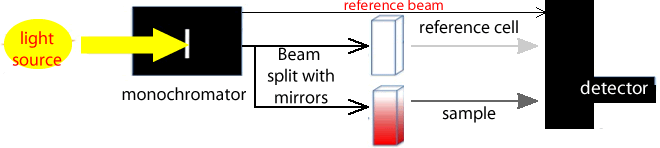 reference beam
light
source
reference cell
Beam
split with
mirrors
monochromator
detector
sample